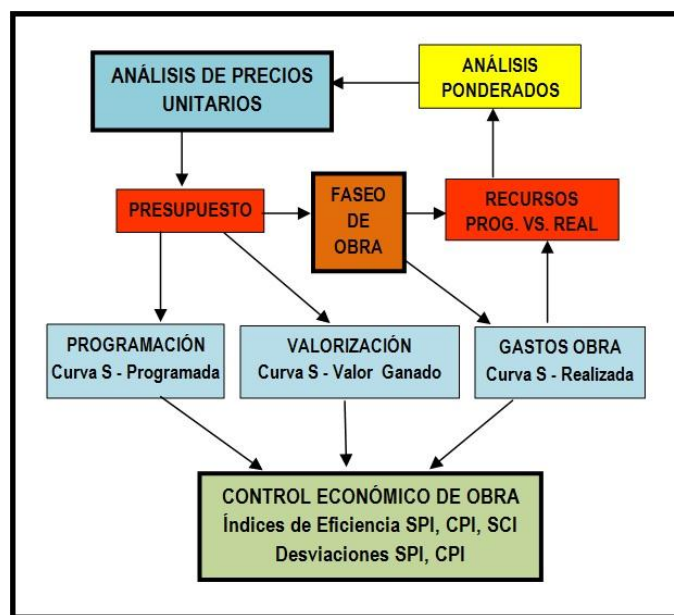 ANÁLISIS DE PRECIOS
UNITARIOS
ANÁLISIS
PONDERADOS
PRESUPUESTO
FASEO
DE
OBRA
RECURSOS
PROG. VS. REAL
PROGRAMACIÓN
Curva S - Programada
VALORIZACIÓN
Curva S - Valor Ganado
GASTOS OBRA
Curva S - Realizada
CONTROL ECONÓMICO DE OBRA
Índices de Eficiencia SPI, CPI, SCI
Desviaciones SPI, CPI